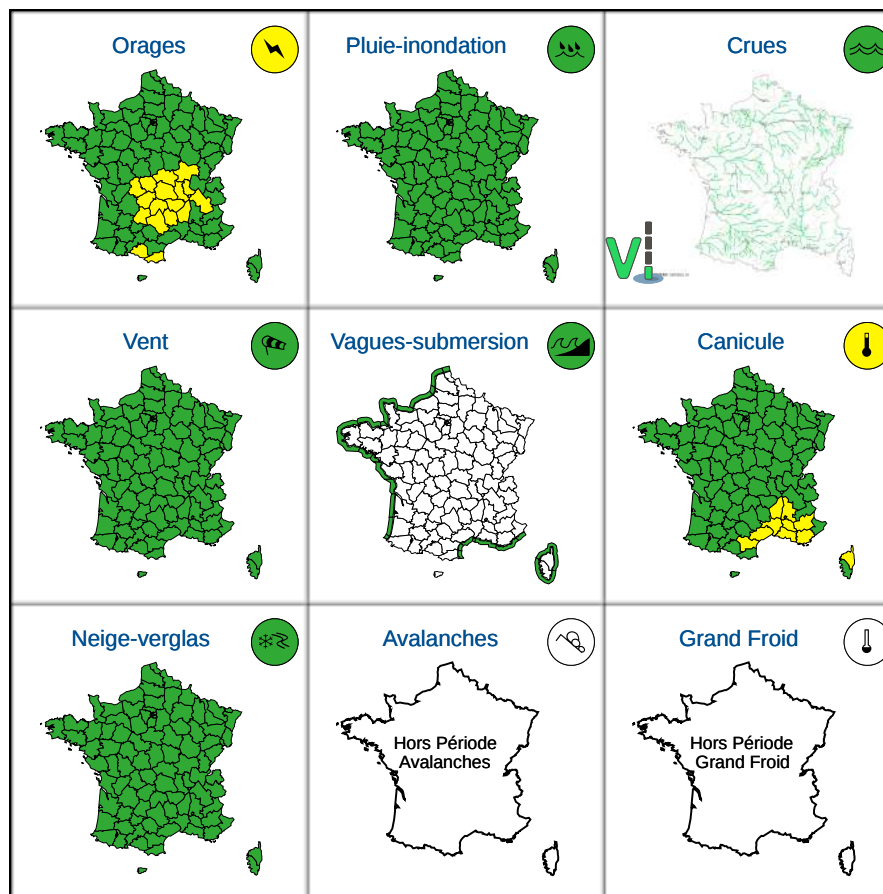 Orages
Pluie-inondation
Crues
Vent
Vagues-submersion
Canicule
Neige-verglas
Avalanches
Hors Période
Avalanches
Grand Froid
Hors Période
Grand Froid